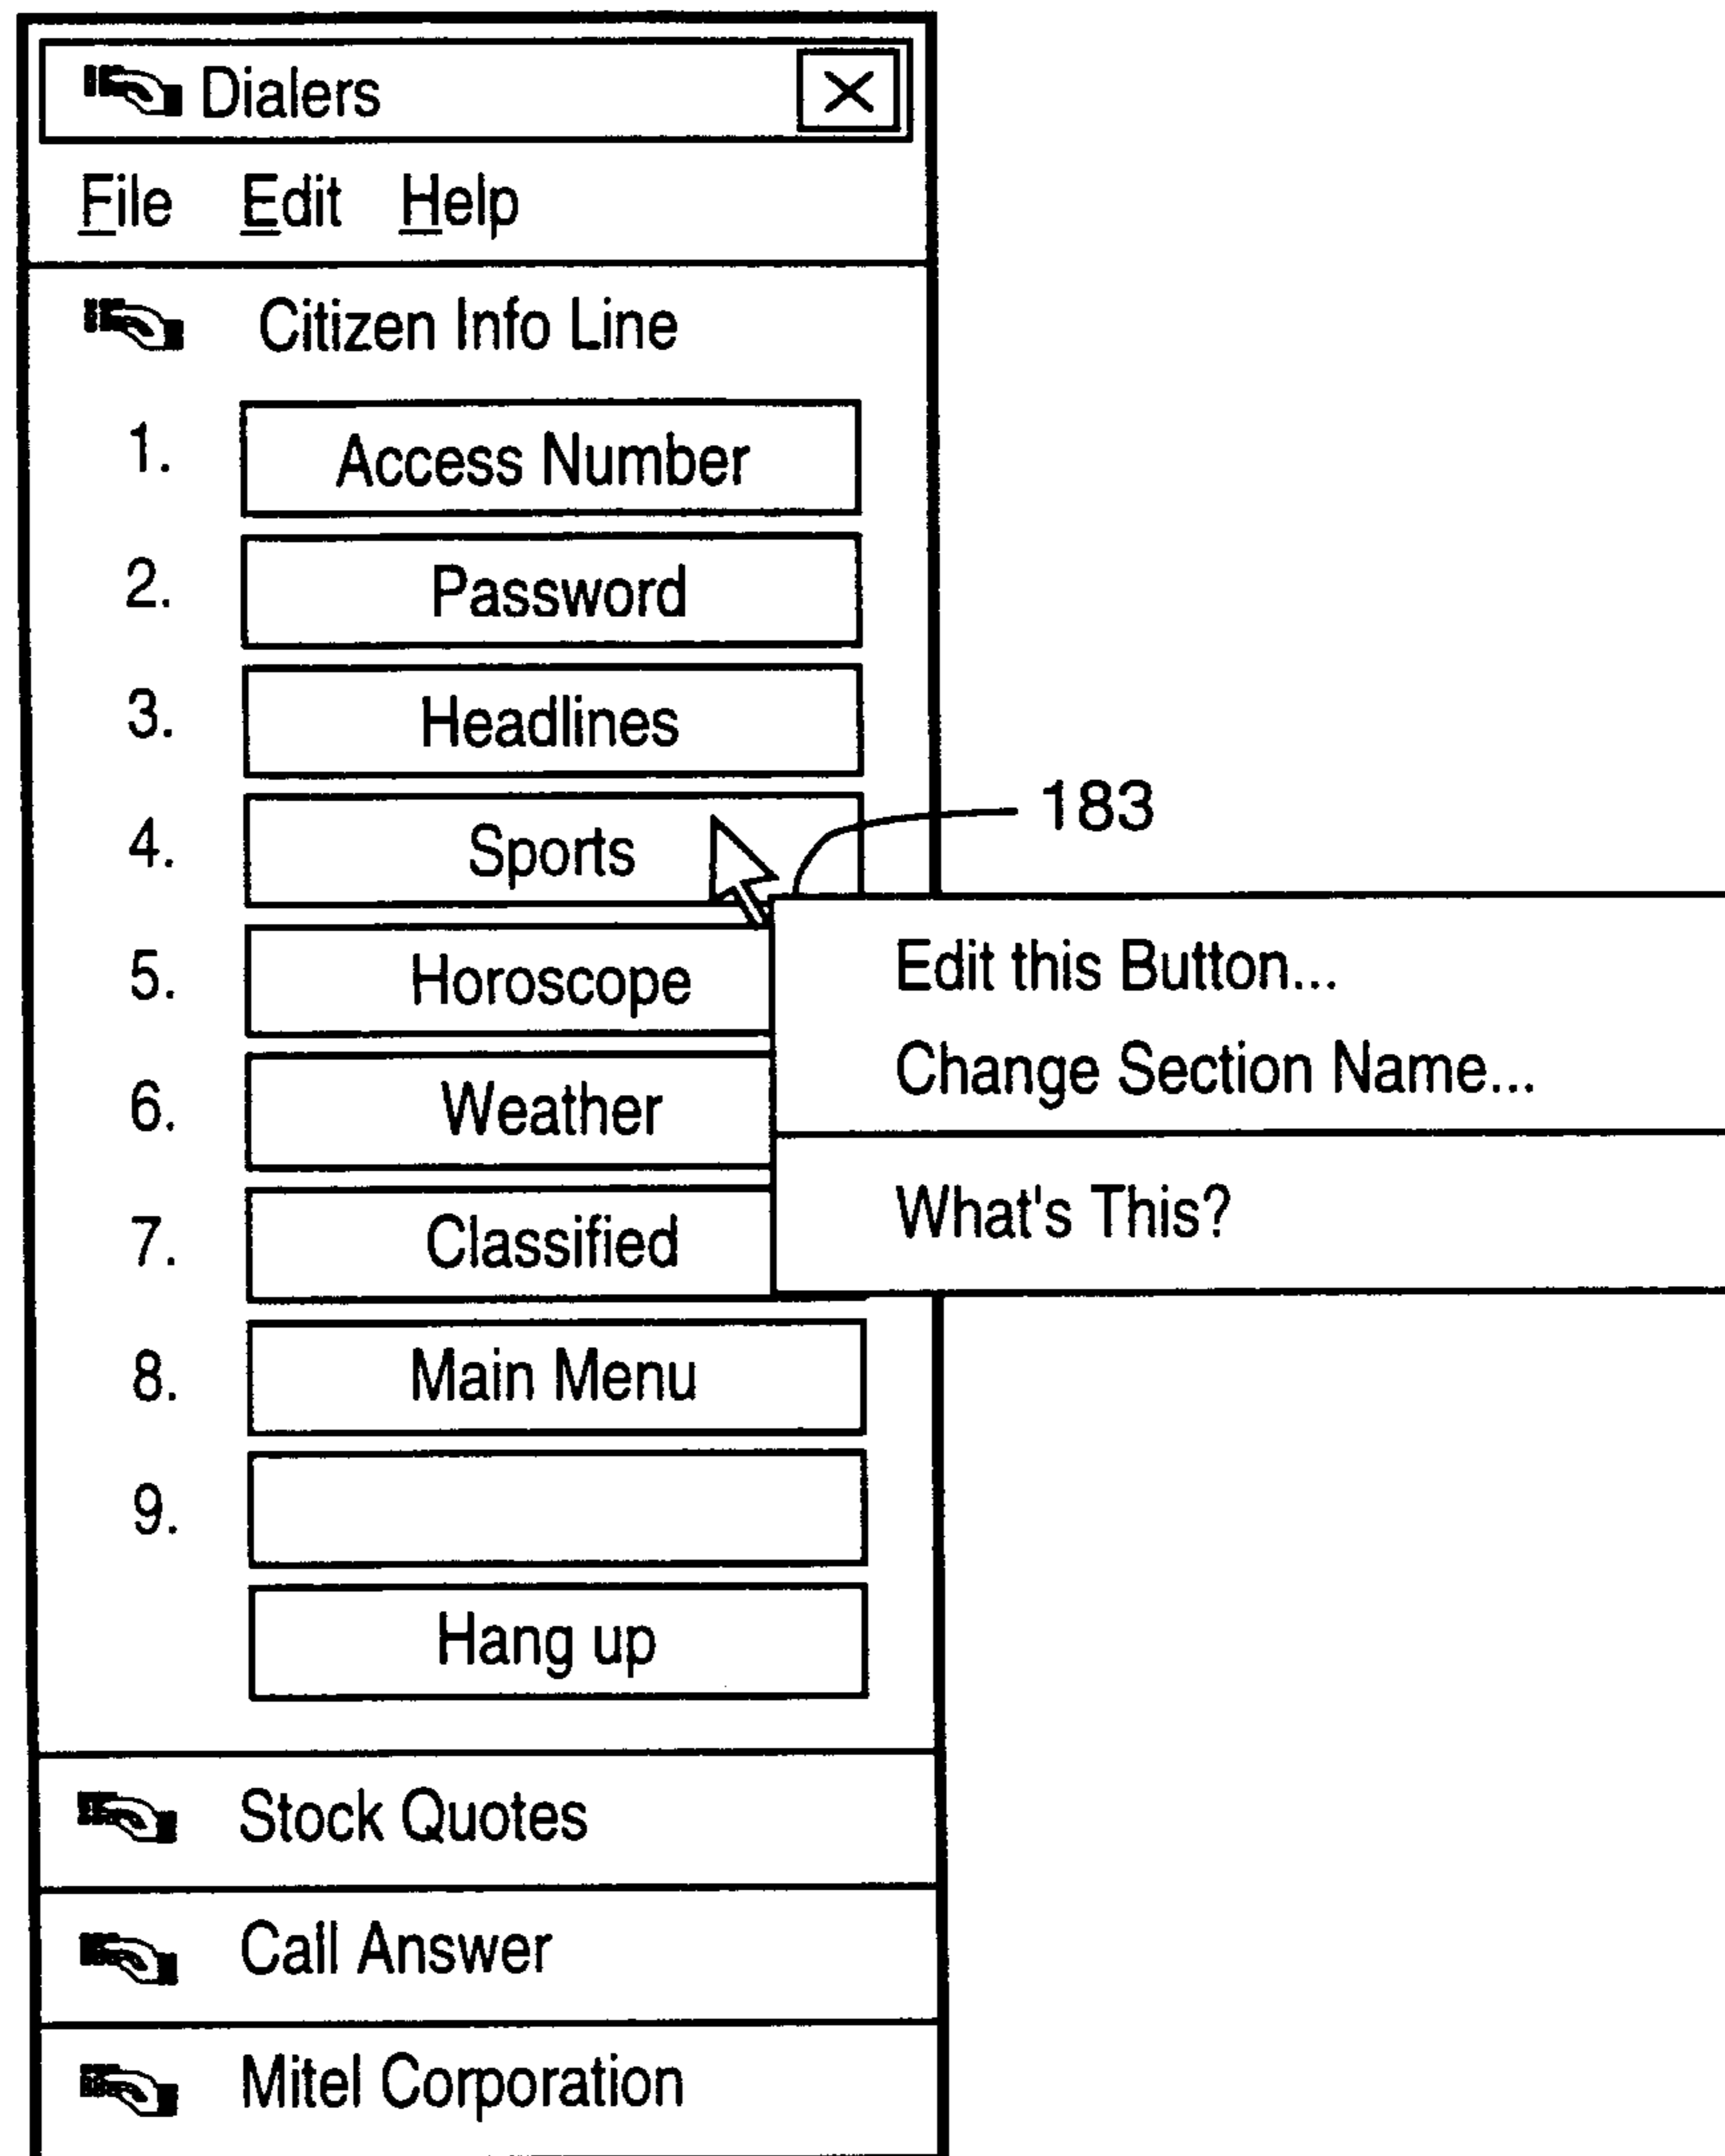 Dialers
File Edit Help
Citizen Info Line
1. Access Number
2. Password
3. Headlines
4. Sports
183
5. Horoscope
6. Weather
7. Classified
8. Main Menu
9.
Hang up
Edit this Button...
Change Section Name...
What's This?
Stock Quotes
Call Answer
Mitel Corporation